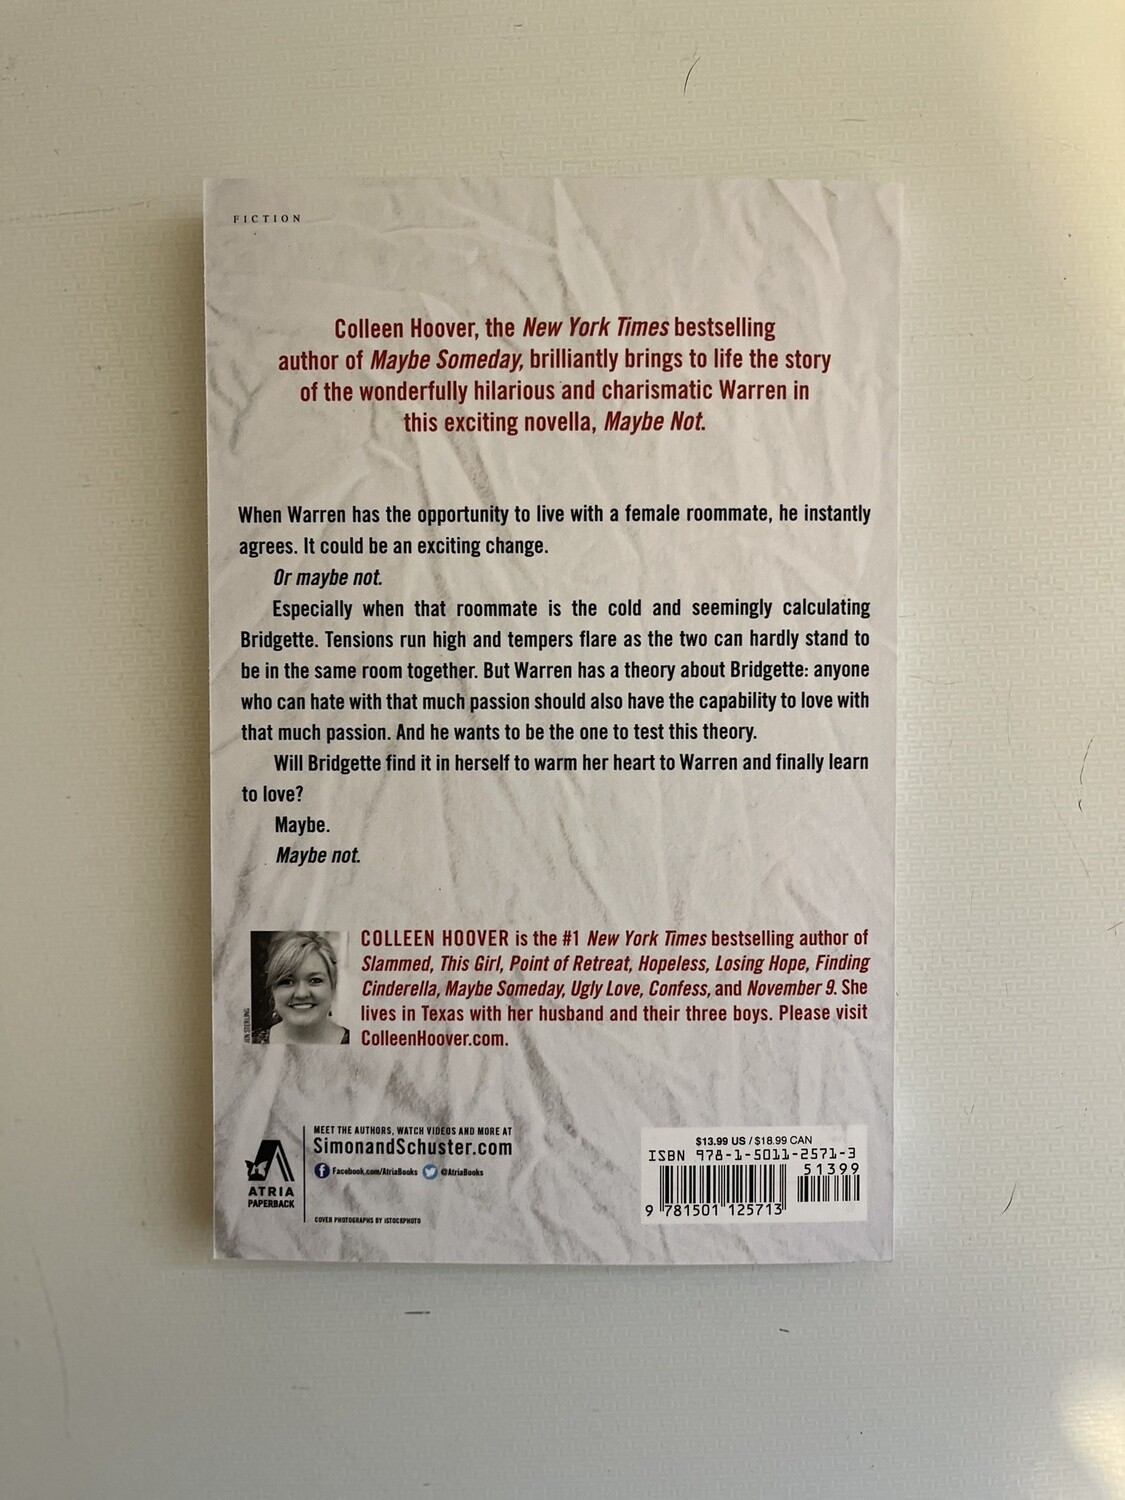 FICTION
Colleen Hoover, the New York Times bestselling
author of Maybe Someday, brilliantly brings to life the story
of the wonderfully hilarious and charismatic Warren in
this exciting novella, Maybe Not.
When Warren has the opportunity to live with a female roommate, he instantly
agrees. It could be an exciting change.
Or maybe not.
Especially when that roommate is the cold and seemingly calculating
Bridgette. Tensions run high and tempers flare as the two can hardly stand to
be in the same room together. But Warren has a theory about Bridgette: anyone
who can hate with that much passion should also have the capability to love with
that much passion. And he wants to be the one to test this theory.
Will Bridgette find it in herself to warm her heart to Warren and finally learn
to love?
Maybe.
Maybe not.
COLLEEN HOOVER is the #1 New York Times bestselling author of
Slammed, This Girl, Point of Retreat, Hopeless, Losing Hope, Finding
Cinderella, Maybe Someday, Ugly Love, Confess, and November 9. She
lives in Texas with her husband and their three boys. Please visit
ColleenHoover.com.
STERLING
MEET THE AUTHORS, WATCH VIDEOS AND MORE AT
SimonandSchuster.com
Facebook.com/AtriaBooks @AtriaBooks
ATRIA
PAPERBACK
COVER PHOTOGRAPHS BY ISTOCKPHOTO
$13.99 US / $18.99 CAN
ISBN 978-1-5011-2571-3
51399
9 781501 125713